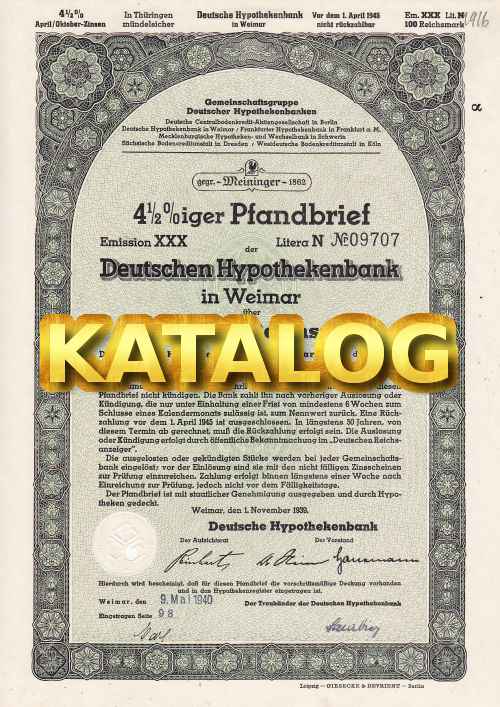 4½%
April/Oktober-Zinsen
In Thüringen
mündelsicher
Deutsche Hypothekenbank
in Weimar
Vor dem 1. April 1945
nicht rückzahlbar
Em. XXX Lit. N
100 Reichsmark
1916
Gemeinschaftsgruppe
Deutscher Hypothekenbanken
Deutsche Centralbodenkredit-Aktiengesellschaft in Berlin
Deutsche Hypothekenbank in Weimar / Frankfurter Hypothekenbank in Frankfurt a. M.
Mecklenburgische Hypotheken- und Wechselbank in Schwerin
Sächsische Bodencreditanstalt in Dresden / Westdeutsche Bodenkreditanstalt in Köln
gegr. -Meininger- 1862
4½%iger Pfandbrief
Emission XXX Litera N № 09707
der
Deutschen Hypothekenbank
in Weimar
über
KATALOG
Pfandbrief nicht kündigen. Die Bank zahlt ihn nach vorheriger Auslosung oder
Kündigung, die nur unter Einhaltung einer Frist von mindestens 6 Wochen zum
Schlusse eines Kalendermonats zulässig ist, zum Nennwert zurück. Eine Rück-
zahlung vor dem 1. April 1945 ist ausgeschlossen. In längstens 50 Jahren, von
diesem Termin ab gerechnet, muß die Rückzahlung erfolgt sein. Die Auslosung
oder Kündigung erfolgt durch öffentliche Bekanntmachung im „Deutschen Reichs-
anzeiger".
Die ausgelosten oder gekündigten Stücke werden bei jeder Gemeinschafts-
bank eingelöst; vor der Einlösung sind sie mit den nicht fälligen Zinsscheinen
zur Prüfung einzureichen. Zahlung erfolgt binnen längstens einer Woche nach
Einreichung zur Prüfung, jedoch nicht vor dem Fälligkeitstage.
Der Pfandbrief ist mit staatlicher Genehmigung ausgegeben und durch Hypo-
theken gedeckt.
Weimar, den 1. November 1939.
Deutsche Hypothekenbank
Der Aufsichtsrat Der Vorstand
Hierdurch wird bescheinigt, daß für diesen Pfandbrief die vorschriftsmäßige Deckung vorhanden
und in das Hypothekenregister eingetragen ist.
Weimar, den 9. Mai 1940 Der Treuhänder der Deutschen Hypothekenbank
Eingetragen Seite 98
Leipzig — GIESECKE & DEVRIENT — Berlin